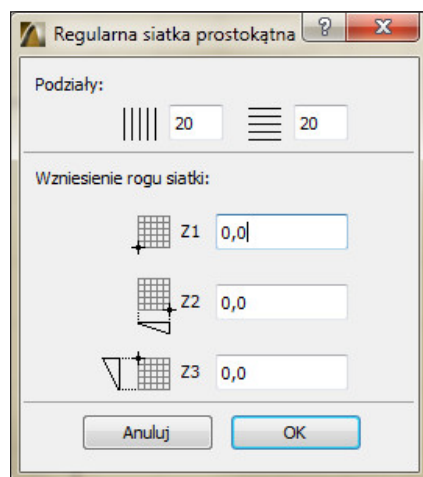 Regularna siatka prostokątna
Podziały:
20 20
Wzniesienie rogu siatki:
Z1 0,0
Z2 0,0
Z3 0,0
Anuluj OK